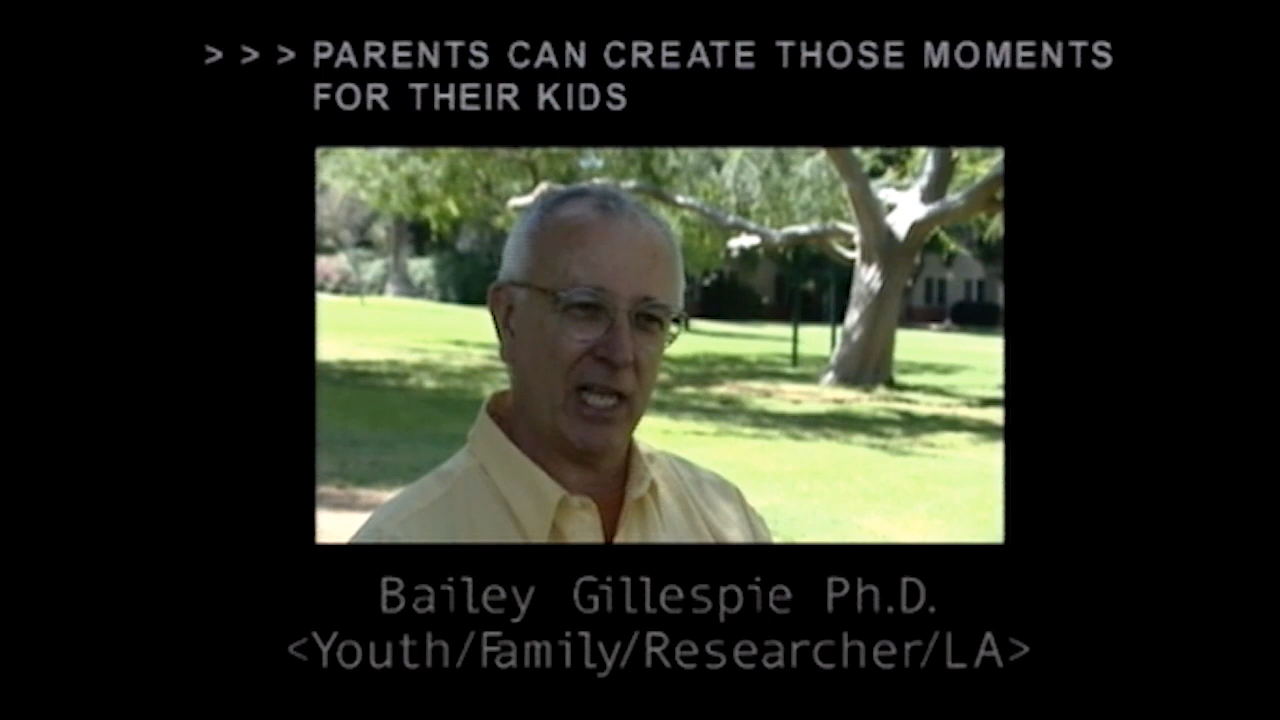 > > > PARENTS CAN CREATE THOSE MOMENTS
FOR THEIR KIDS
Bailey Gillespie Ph.D.
<Youth/Family/Researcher/LA>